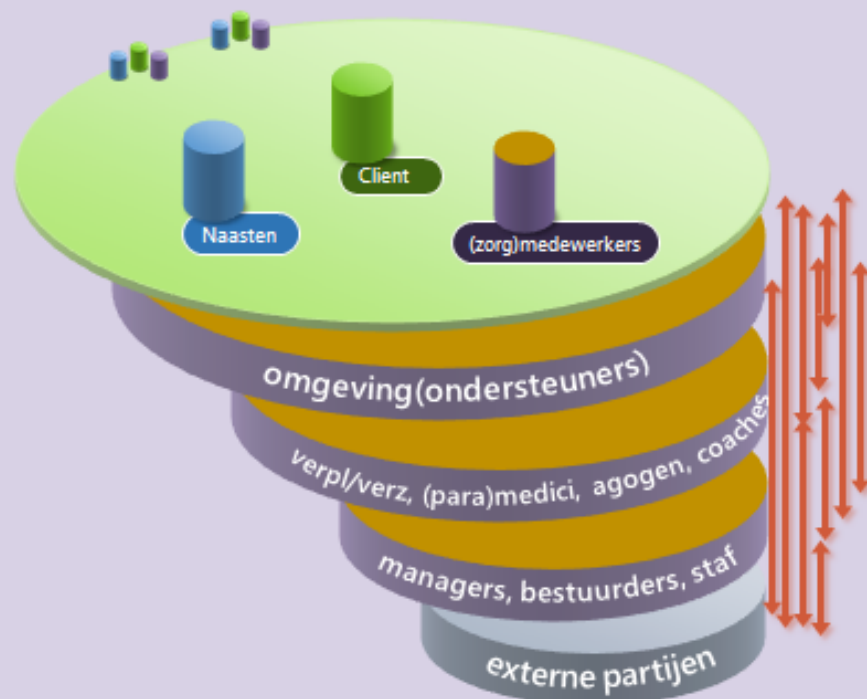 Client
Naasten
(zorg)medewerkers
omgeving(ondersteuners)
verpl/verz, (para)medici, agogen, coaches
managers, bestuurders, staf
externe partijen